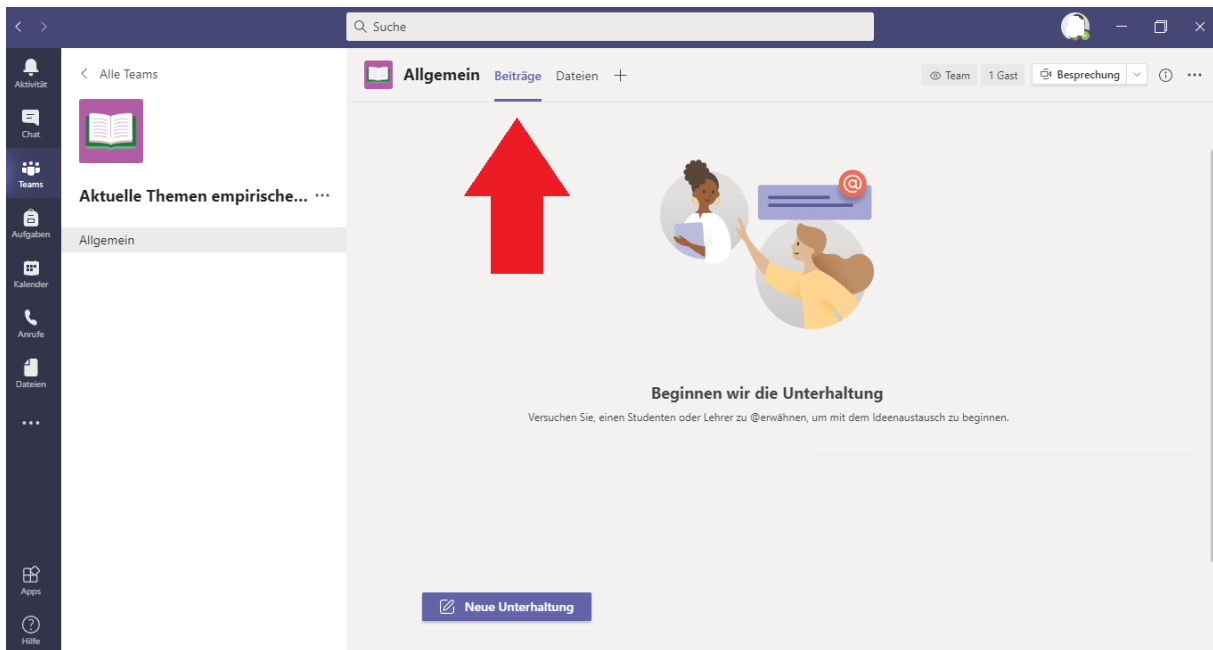 Suche
Aktivität
Chat
Teams
Aufgaben
Kalender
Anrufe
Dateien
Apps
Hilfe
Alle Teams
Aktuelle Themen empirische... ...
Allgemein
Allgemein Beiträge Dateien +
Team 1 Gast Besprechung ...
@
Beginnen wir die Unterhaltung
Versuchen Sie, einen Studenten oder Lehrer zu @erwähnen, um mit dem Ideenaustausch zu beginnen.
Neue Unterhaltung